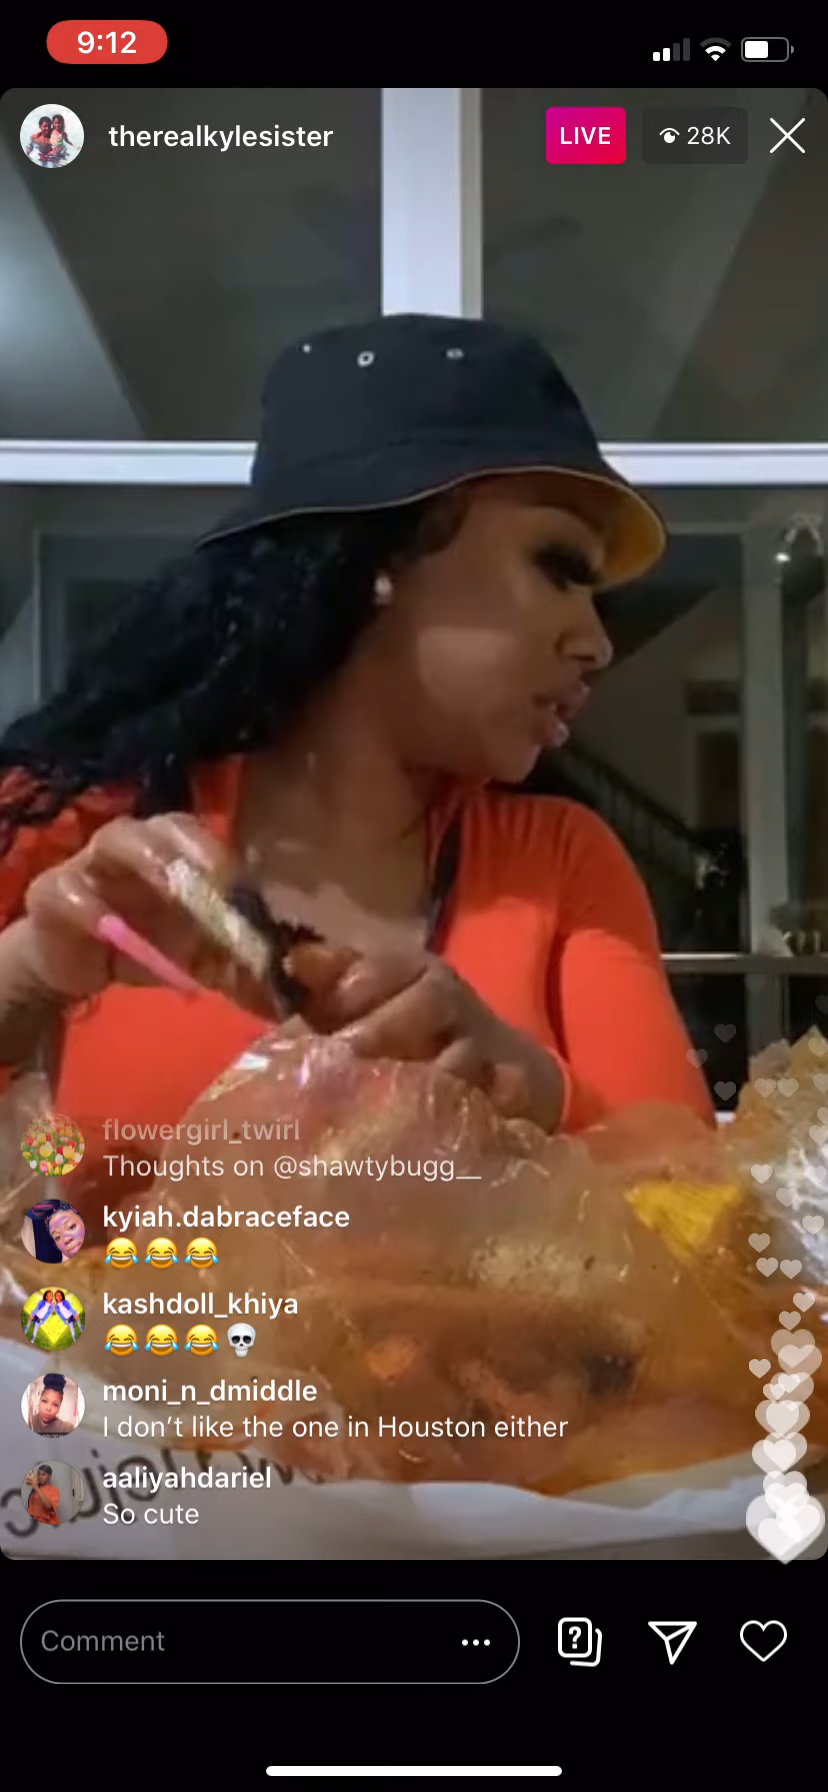 9:12
therealkylesister
LIVE
28K
flowergirl_twirl
Thoughts on @shawtybugg__
kyiah.dabraceface
😂😂😂
kashdoll_khiya
😂😂😂💀
moni_n_dmiddle
I don’t like the one in Houston either
aaliyahdariel
So cute
Comment